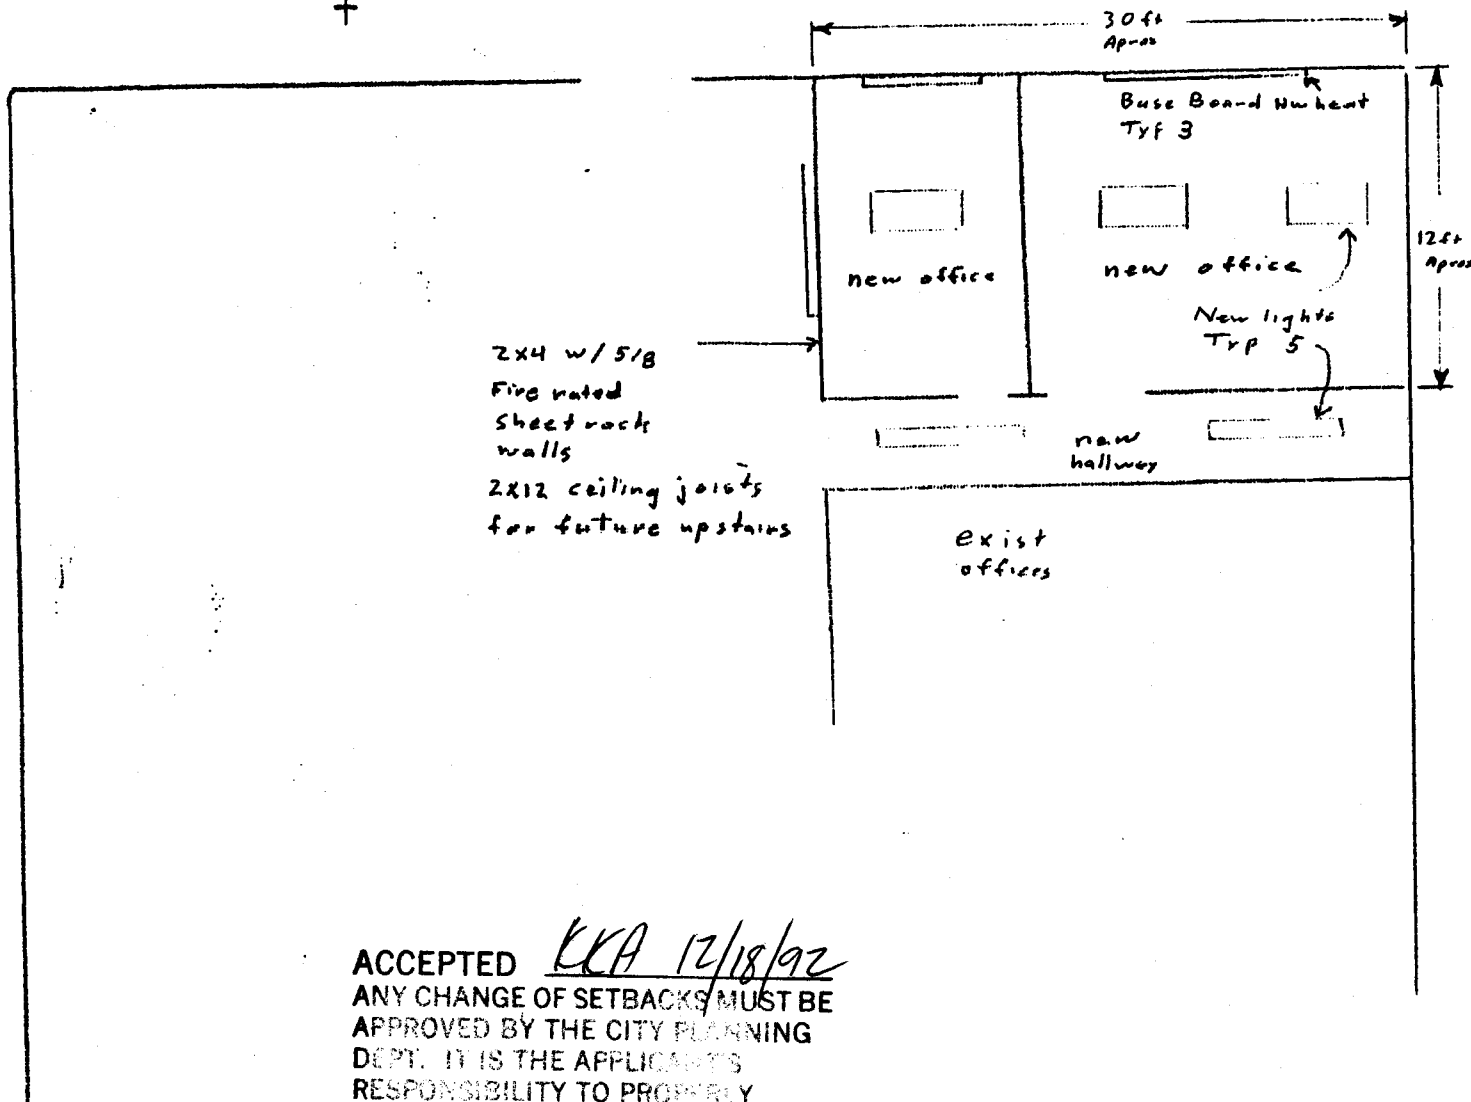 30 ft
Aprox
Base Board Hw heat
Typ 3
12ft
Aprox
new office
new office
New lights
Typ 5
2x4 w/ 5/8
Fire rated
sheet rock
walls
2x12 ceiling joists
for future upstairs
new
hallway
exist
offices
ACCEPTED KKA 12/18/92
ANY CHANGE OF SETBACKS MUST BE
APPROVED BY THE CITY PLANNING
DEPT. IT IS THE APPLICANT'S
RESPONSIBILITY TO PROPERLY